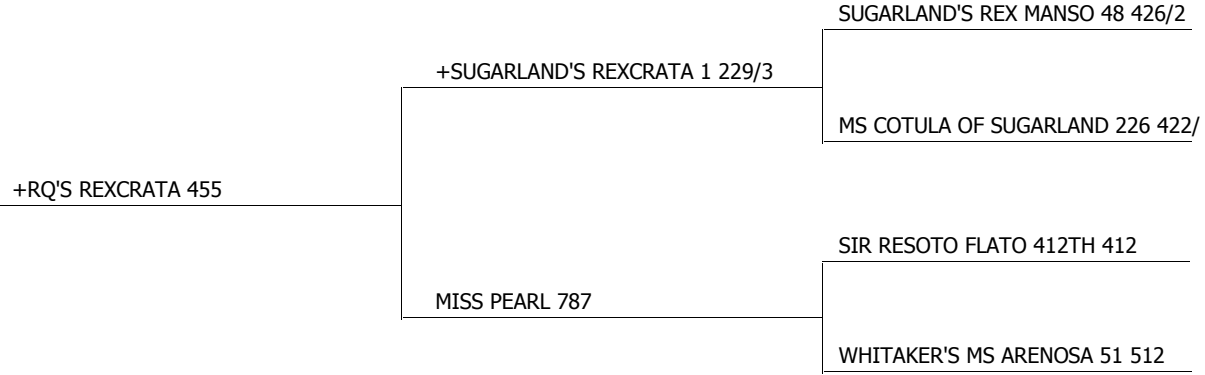 SUGARLAND'S REX MANSO 48 426/2
+SUGARLAND'S REXCRATA 1 229/3
MS COTULA OF SUGARLAND 226 422/
+RQ'S REXCRATA 455
SIR RESOTO FLATO 412TH 412
MISS PEARL 787
WHITAKER'S MS ARENOSA 51 512